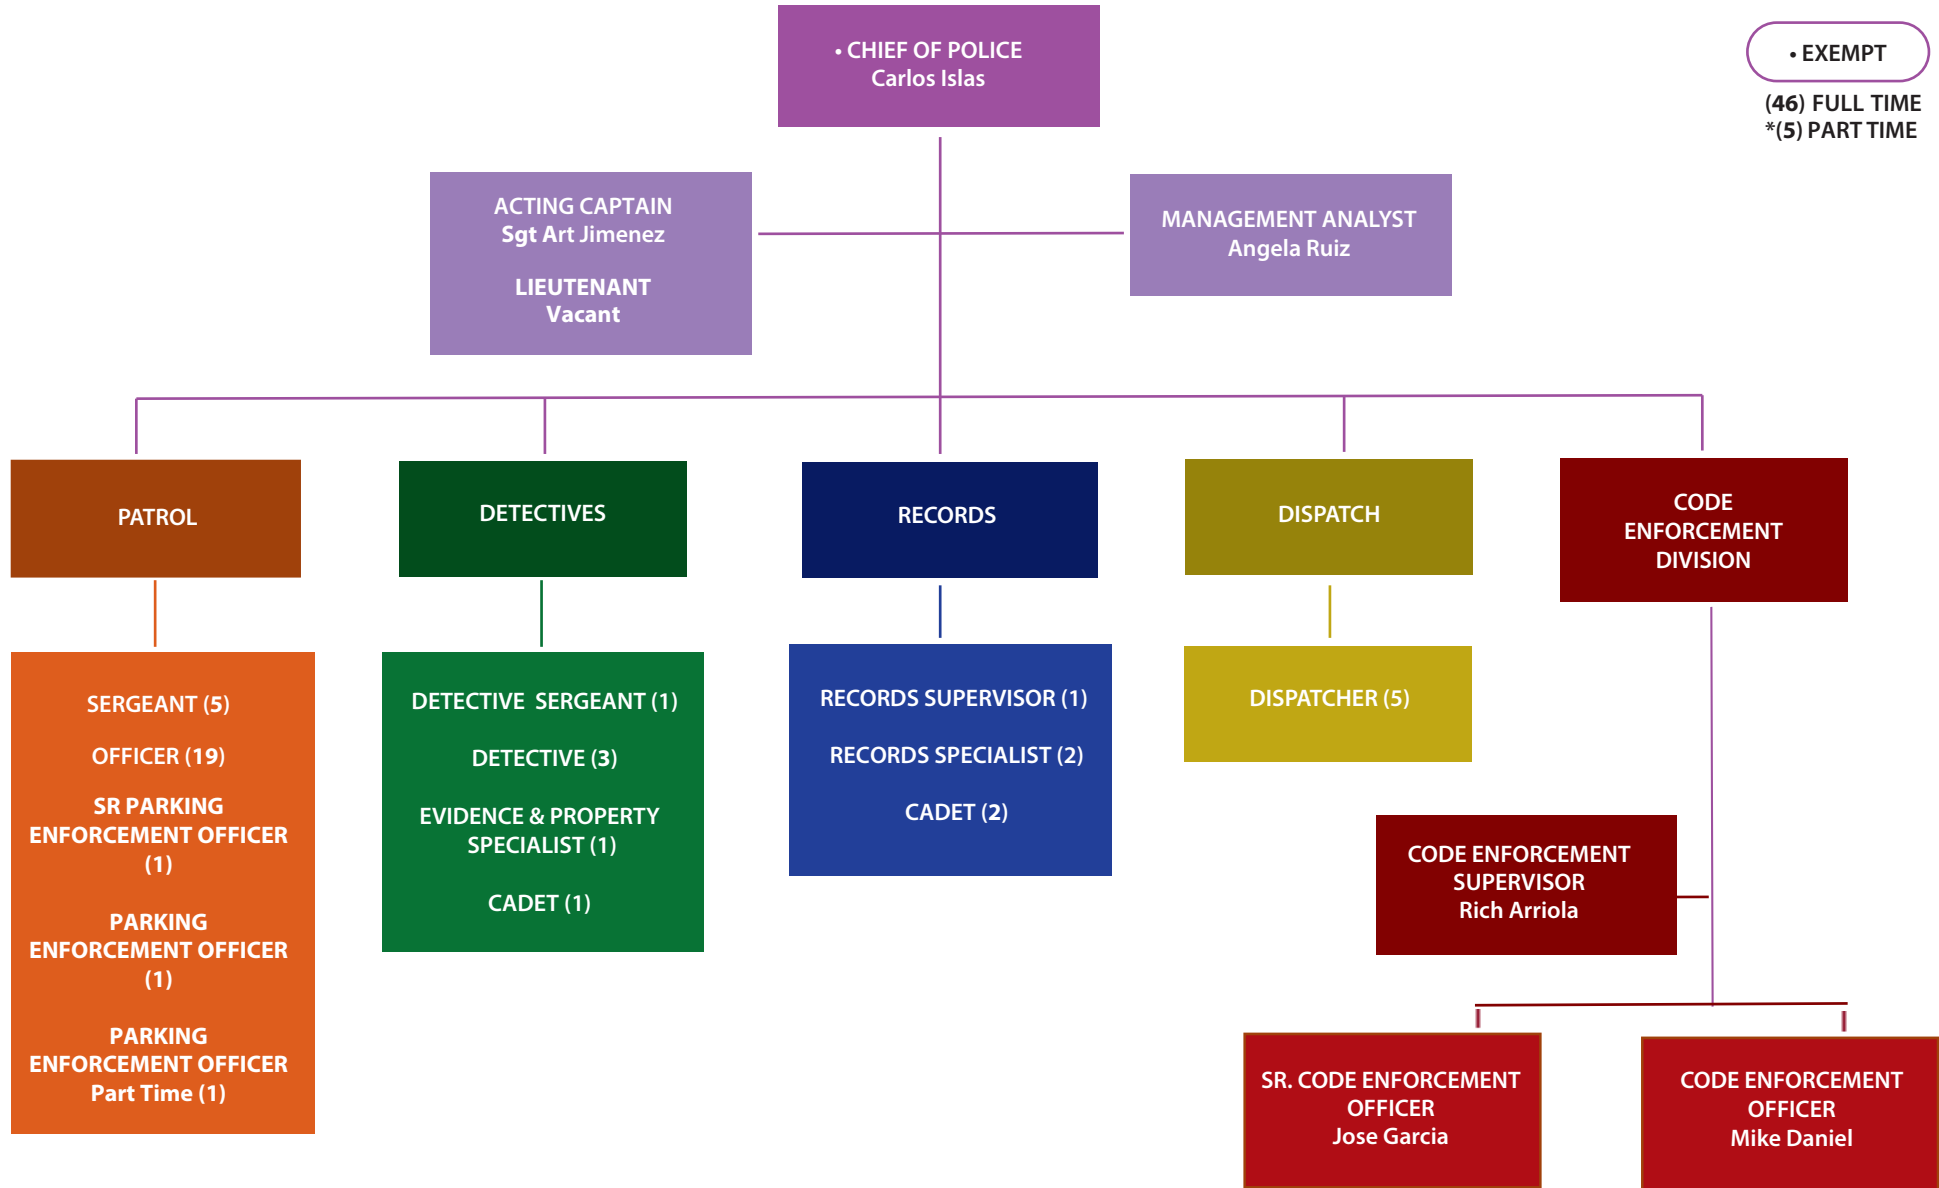 • CHIEF OF POLICE
Carlos Islas
• EXEMPT
(46) FULL TIME
*(5) PART TIME
ACTING CAPTAIN
Sgt Art Jimenez
LIEUTENANT
Vacant
MANAGEMENT ANALYST
Angela Ruiz
PATROL
DETECTIVES
RECORDS
DISPATCH
CODE
ENFORCEMENT
DIVISION
SERGEANT (5)
OFFICER (19)
SR PARKING
ENFORCEMENT OFFICER
(1)
PARKING
ENFORCEMENT OFFICER
(1)
PARKING
ENFORCEMENT OFFICER
Part Time (1)
DETECTIVE SERGEANT (1)
DETECTIVE (3)
EVIDENCE & PROPERTY
SPECIALIST (1)
CADET (1)
RECORDS SUPERVISOR (1)
RECORDS SPECIALIST (2)
CADET (2)
DISPATCHER (5)
CODE ENFORCEMENT
SUPERVISOR
Rich Arriola
SR. CODE ENFORCEMENT
OFFICER
Jose Garcia
CODE ENFORCEMENT
OFFICER
Mike Daniel